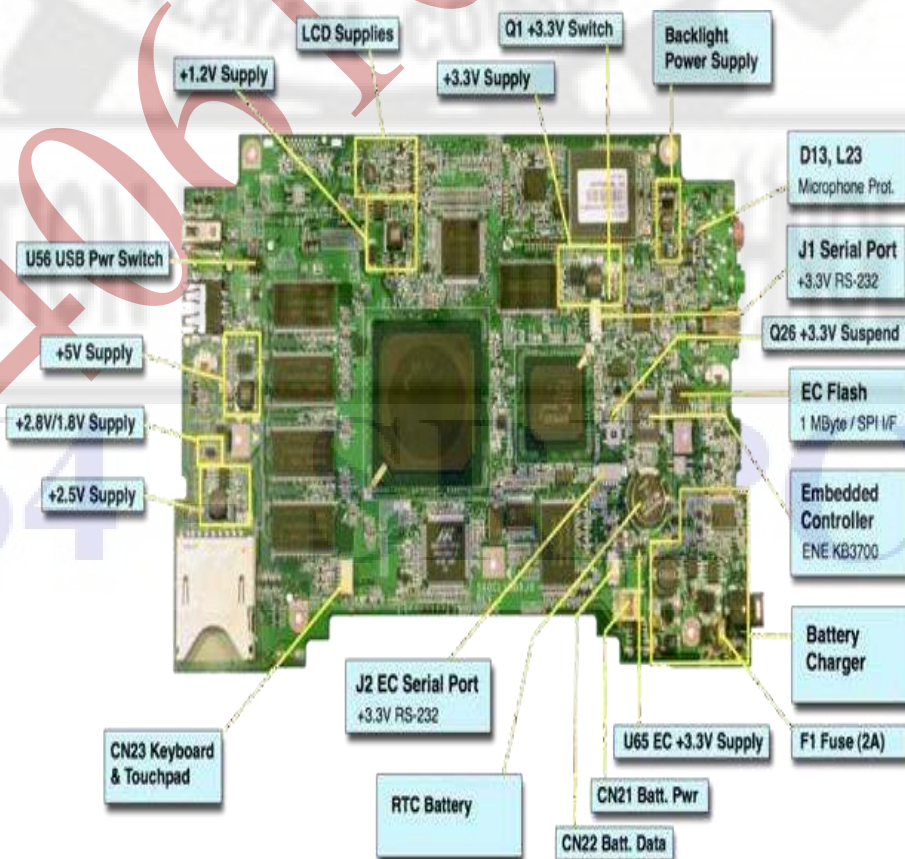 LCD Supplies
Q1 +3.3V Switch
Backlight
Power Supply
+1.2V Supply
+3.3V Supply
D13, L23
Microphone Prot.
U56 USB Pwr Switch
J1 Serial Port
+3.3V RS-232
Q26 +3.3V Suspend
+5V Supply
EC Flash
1 MByte / SPI I/F
+2.8V/1.8V Supply
+2.5V Supply
Embedded
Controller
ENE KB3700
Battery
Charger
J2 EC Serial Port
+3.3V RS-232
U65 EC +3.3V Supply
F1 Fuse (2A)
CN23 Keyboard
& Touchpad
RTC Battery
CN21 Batt. Pwr
CN22 Batt. Data